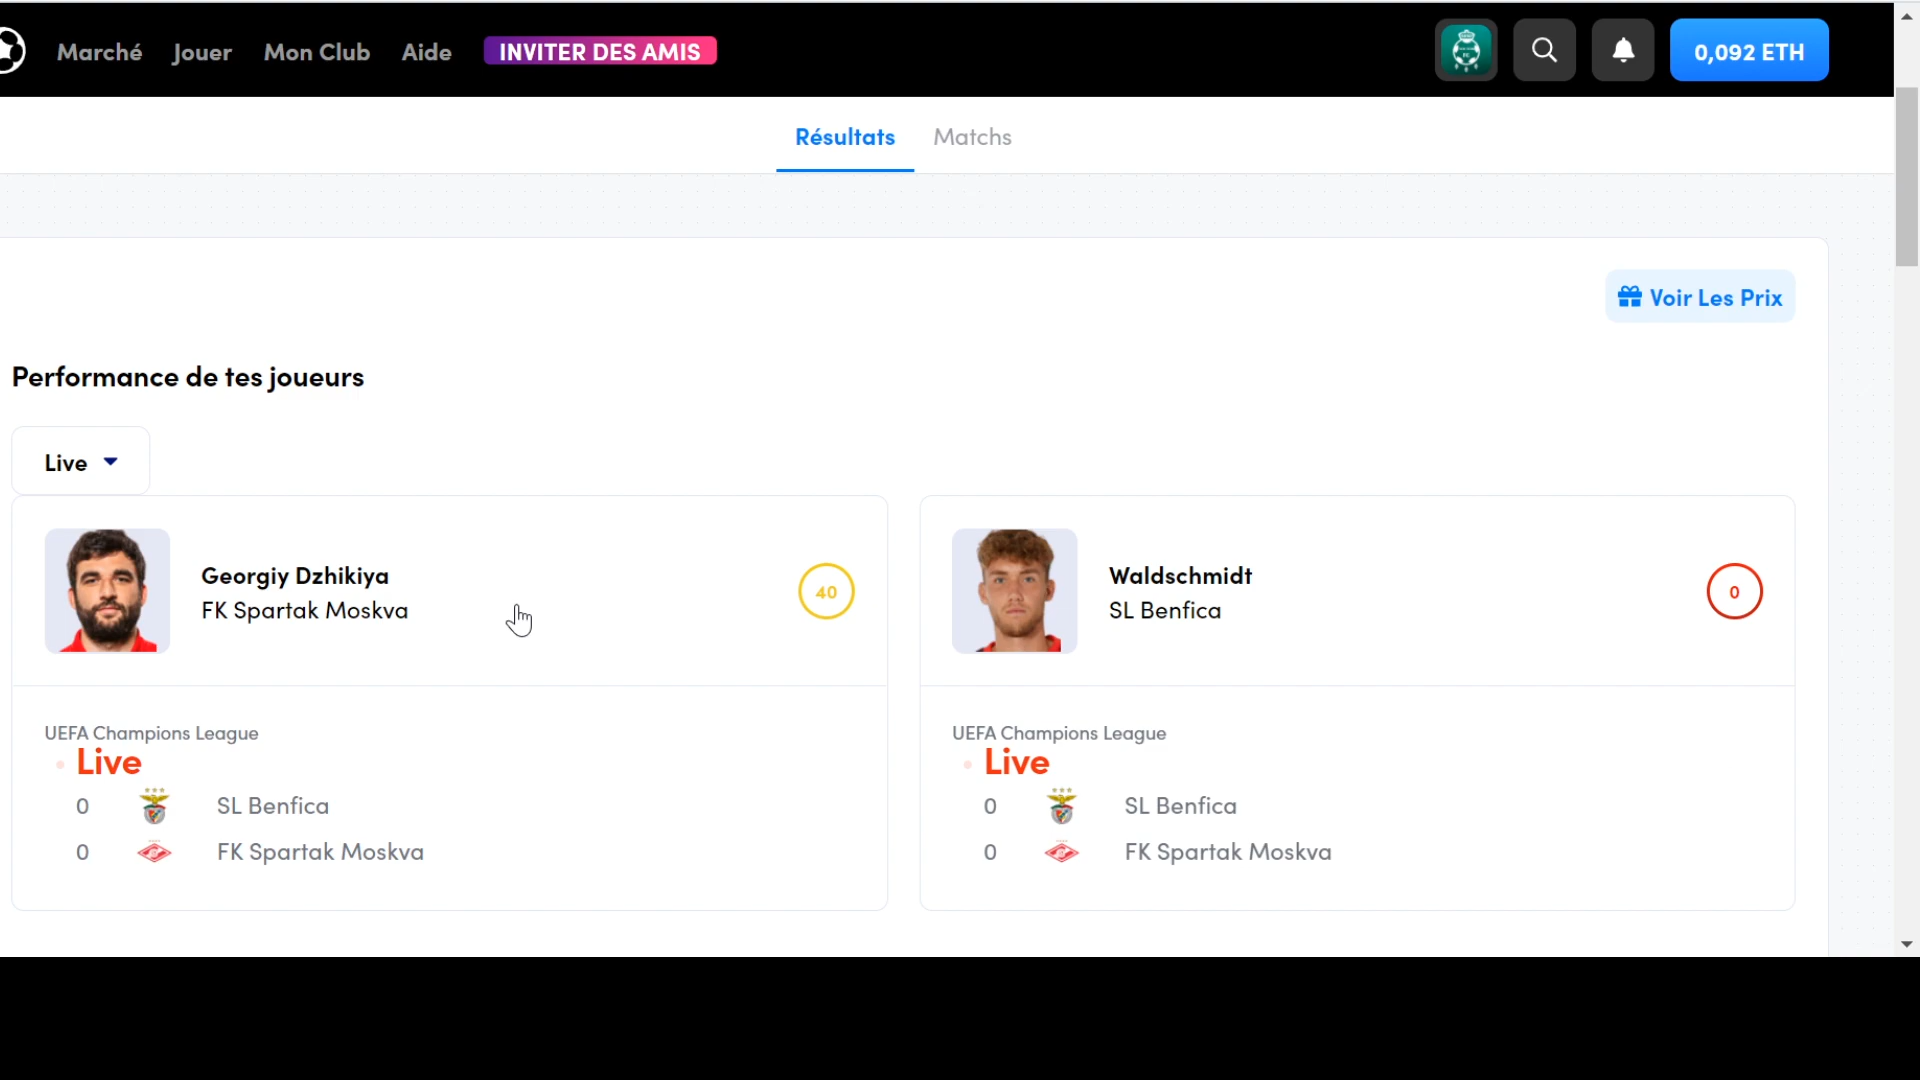 Marché Jouer Mon Club Aide INVITER DES AMIS 0,092 ETH
Résultats Matchs
Voir Les Prix
Performance de tes joueurs
Live
Georgiy Dzhikiya
FK Spartak Moskva
40
UEFA Champions League
Live
0 SL Benfica
0 FK Spartak Moskva
Waldschmidt
SL Benfica
0
UEFA Champions League
Live
0 SL Benfica
0 FK Spartak Moskva